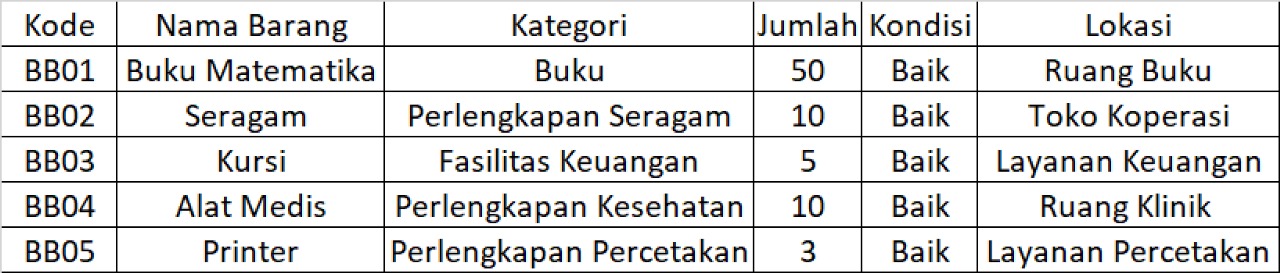 Kode Nama Barang Kategori Jumlah Kondisi Lokasi
BB01 Buku Matematika Buku 50 Baik Ruang Buku
BB02 Seragam Perlengkapan Seragam 10 Baik Toko Koperasi
BB03 Kursi Fasilitas Keuangan 5 Baik Layanan Keuangan
BB04 Alat Medis Perlengkapan Kesehatan 10 Baik Ruang Klinik
BB05 Printer Perlengkapan Percetakan 3 Baik Layanan Percetakan